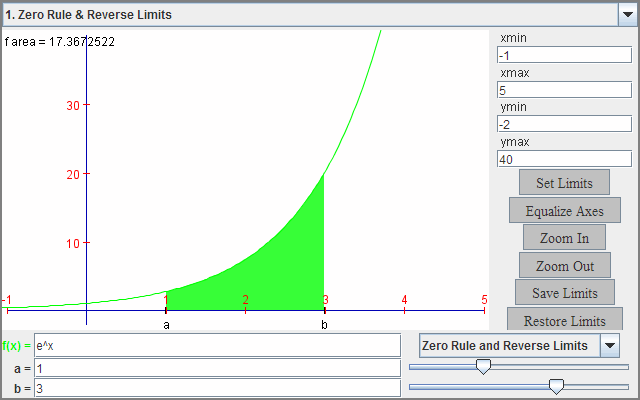 1. Zero Rule & Reverse Limits
f area = 17.3672522
30
20
10
-1
1
2
3
4
5
a
b
xmin
-1
xmax
5
ymin
-2
ymax
40
Set Limits
Equalize Axes
Zoom In
Zoom Out
Save Limits
Restore Limits
f(x) = e^x
a = 1
b = 3
Zero Rule and Reverse Limits